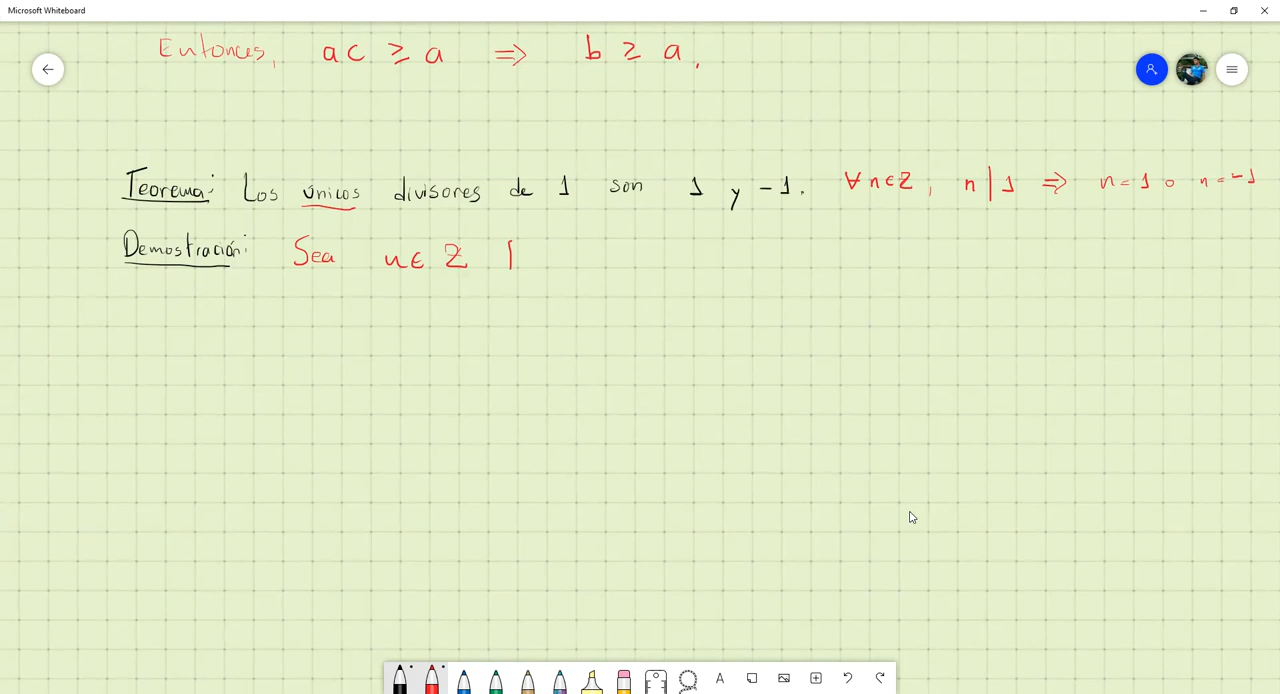 Microsoft Whiteboard
Entonces, ac ≥ a ⇒ b ≥ a.
Teorema: Los únicos divisores de 1 son 1 y -1. ∀ n ∈ Z, n | 1 ⇒ n = 1 o n = -1
Demostración: Sea n ∈ Z |
A